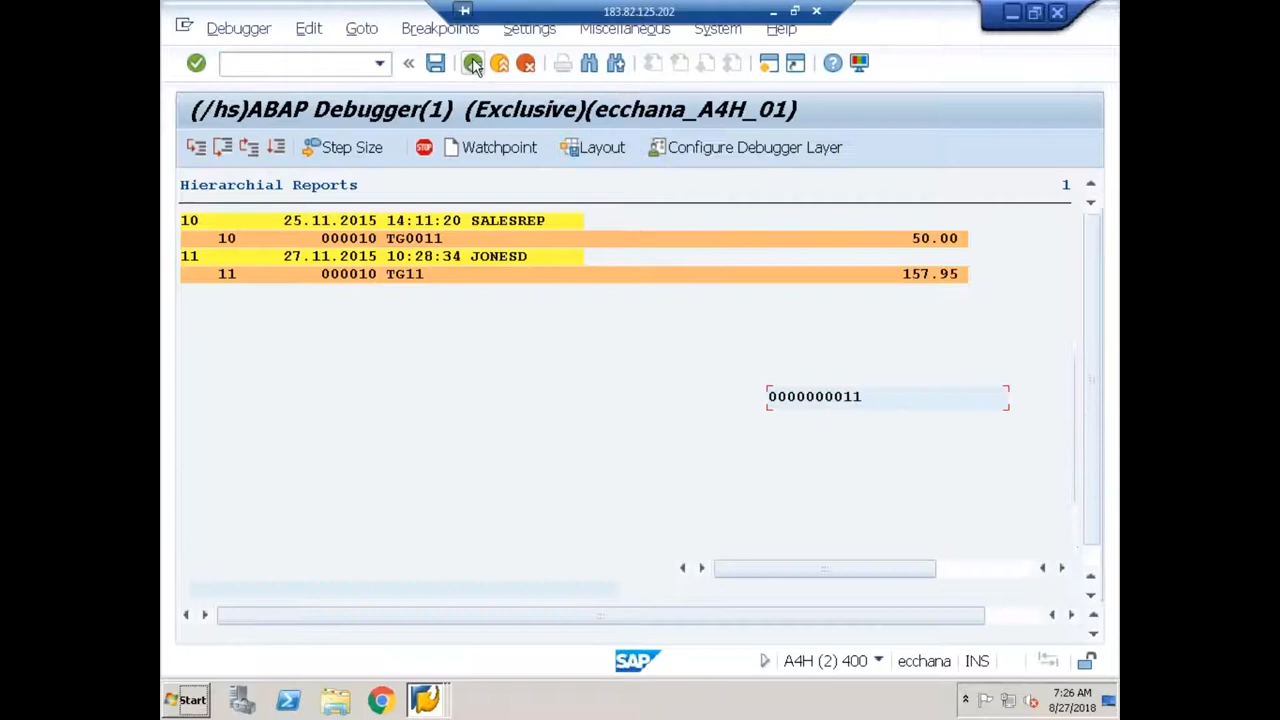 183.82.125.202
Debugger Edit Goto Breakpoints Settings Miscellaneous System Help
(/hs)ABAP Debugger(1) (Exclusive)(ecchana_A4H_01)
Step Size STOP Watchpoint Layout Configure Debugger Layer
Hierarchial Reports 1
10 25.11.2015 14:11:20 SALESREP
10 000010 TG0011 50.00
11 27.11.2015 10:28:34 JONESD
11 000010 TG11 157.95
0000000011
SAP A4H (2) 400 ecchana INS
Start 7:26 AM
8/27/2018